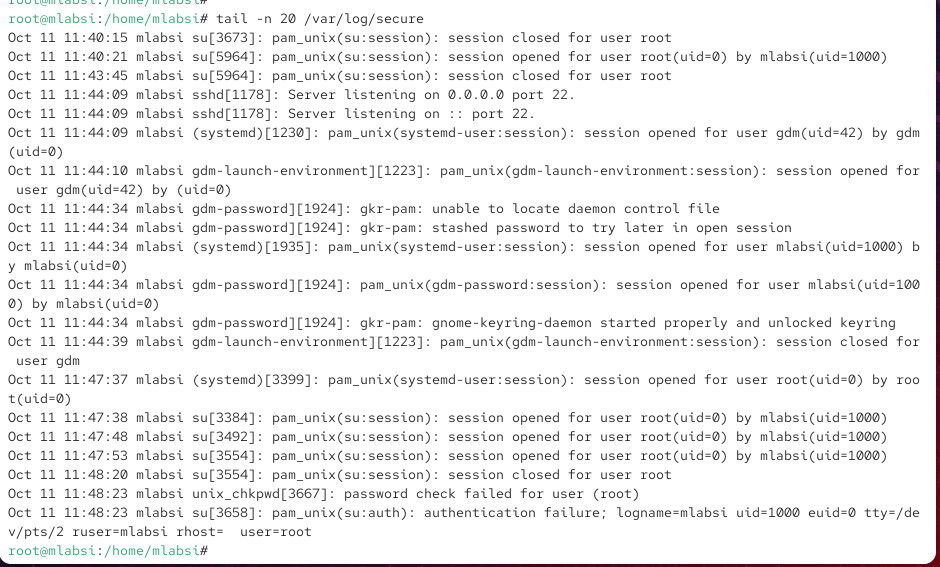 root@mlabsi:/home/mlabsi#
root@mlabsi:/home/mlabsi# tail -n 20 /var/log/secure
Oct 11 11:40:15 mlabsi su[3673]: pam_unix(su:session): session closed for user root
Oct 11 11:40:21 mlabsi su[5964]: pam_unix(su:session): session opened for user root(uid=0) by mlabsi(uid=1000)
Oct 11 11:43:45 mlabsi su[5964]: pam_unix(su:session): session closed for user root
Oct 11 11:44:09 mlabsi sshd[1178]: Server listening on 0.0.0.0 port 22.
Oct 11 11:44:09 mlabsi sshd[1178]: Server listening on :: port 22.
Oct 11 11:44:09 mlabsi (systemd)[1230]: pam_unix(systemd-user:session): session opened for user gdm(uid=42) by gdm
(uid=0)
Oct 11 11:44:10 mlabsi gdm-launch-environment][1223]: pam_unix(gdm-launch-environment:session): session opened for
 user gdm(uid=42) by (uid=0)
Oct 11 11:44:34 mlabsi gdm-password][1924]: gkr-pam: unable to locate daemon control file
Oct 11 11:44:34 mlabsi gdm-password][1924]: gkr-pam: stashed password to try later in open session
Oct 11 11:44:34 mlabsi (systemd)[1935]: pam_unix(systemd-user:session): session opened for user mlabsi(uid=1000) b
y mlabsi(uid=0)
Oct 11 11:44:34 mlabsi gdm-password][1924]: pam_unix(gdm-password:session): session opened for user mlabsi(uid=100
0) by mlabsi(uid=0)
Oct 11 11:44:34 mlabsi gdm-password][1924]: gkr-pam: gnome-keyring-daemon started properly and unlocked keyring
Oct 11 11:44:39 mlabsi gdm-launch-environment][1223]: pam_unix(gdm-launch-environment:session): session closed for
 user gdm
Oct 11 11:47:37 mlabsi (systemd)[3399]: pam_unix(systemd-user:session): session opened for user root(uid=0) by roo
t(uid=0)
Oct 11 11:47:38 mlabsi su[3384]: pam_unix(su:session): session opened for user root(uid=0) by mlabsi(uid=1000)
Oct 11 11:47:48 mlabsi su[3492]: pam_unix(su:session): session opened for user root(uid=0) by mlabsi(uid=1000)
Oct 11 11:47:53 mlabsi su[3554]: pam_unix(su:session): session opened for user root(uid=0) by mlabsi(uid=1000)
Oct 11 11:48:20 mlabsi su[3554]: pam_unix(su:session): session closed for user root
Oct 11 11:48:23 mlabsi unix_chkpwd[3667]: password check failed for user (root)
Oct 11 11:48:23 mlabsi su[3658]: pam_unix(su:auth): authentication failure; logname=mlabsi uid=1000 euid=0 tty=/de
v/pts/2 ruser=mlabsi rhost=  user=root
root@mlabsi:/home/mlabsi#